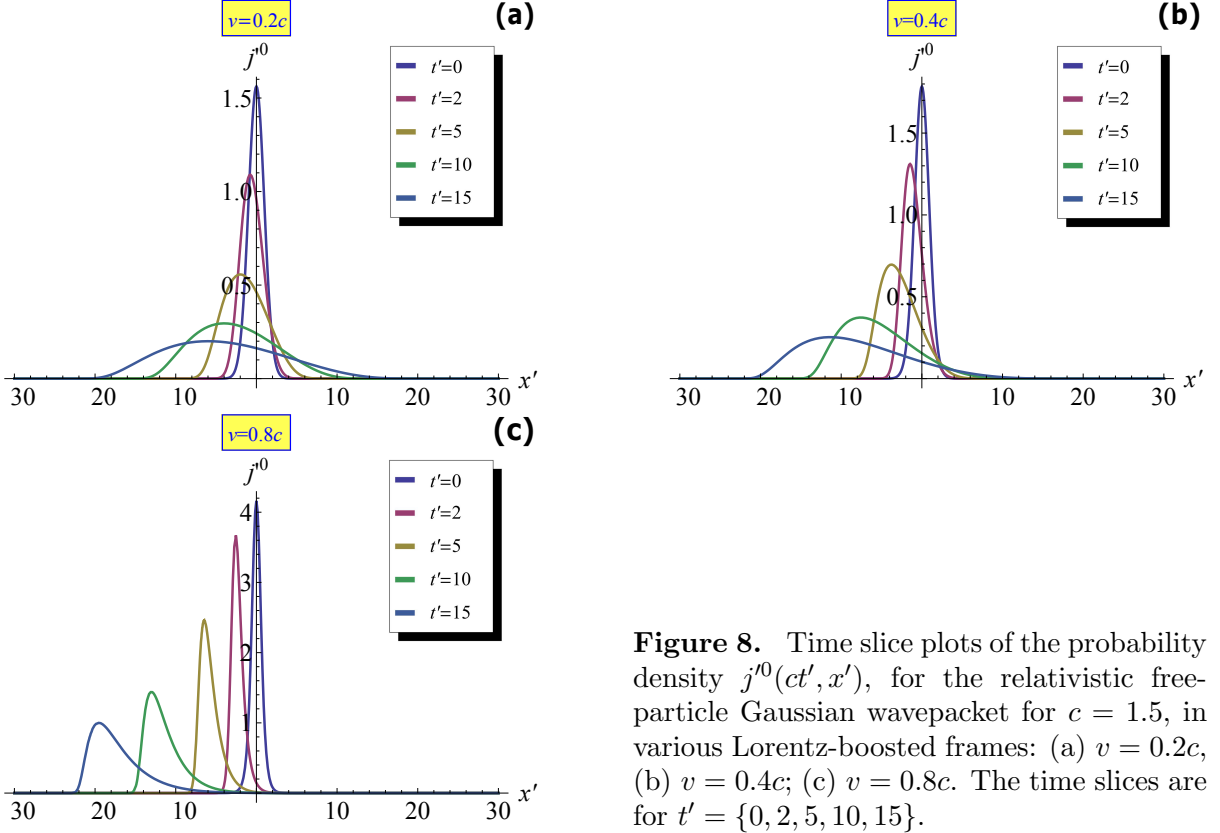 (a)
v=0.2c
j′0
t′=0
t′=2
t′=5
t′=10
t′=15
1.5
1.0
0.5
30 20 10 10 20 30 x′
(b)
v=0.4c
j′0
t′=0
t′=2
t′=5
t′=10
t′=15
1.5
1.0
0.5
30 20 10 10 20 30 x′
(c)
v=0.8c
j′0
t′=0
t′=2
t′=5
t′=10
t′=15
4
3
2
1
30 20 10 10 20 30 x′
Figure 8. Time slice plots of the probability
density j′0(ct′, x′), for the relativistic free-
particle Gaussian wavepacket for c = 1.5, in
various Lorentz-boosted frames: (a) v = 0.2c,
(b) v = 0.4c; (c) v = 0.8c. The time slices are
for t′ = {0, 2, 5, 10, 15}.